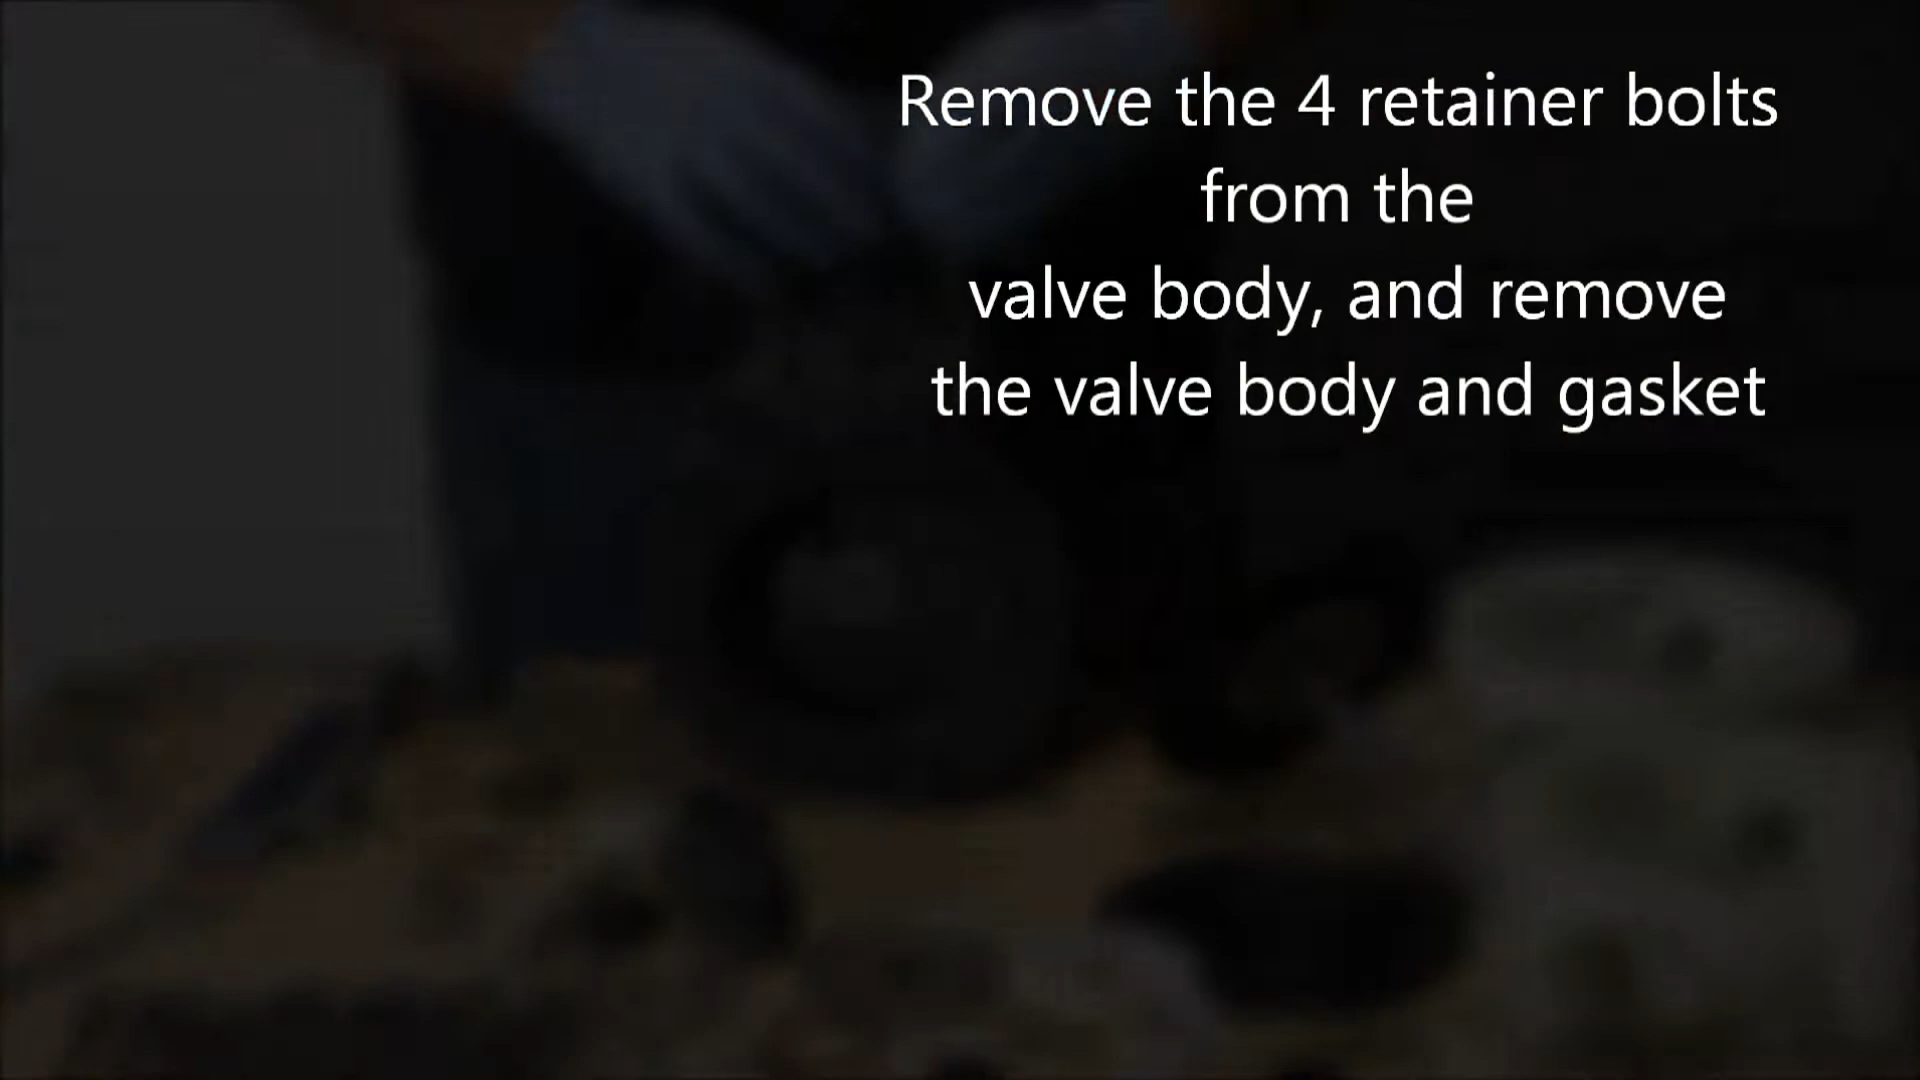 Remove the 4 retainer bolts
from the
valve body, and remove
the valve body and gasket